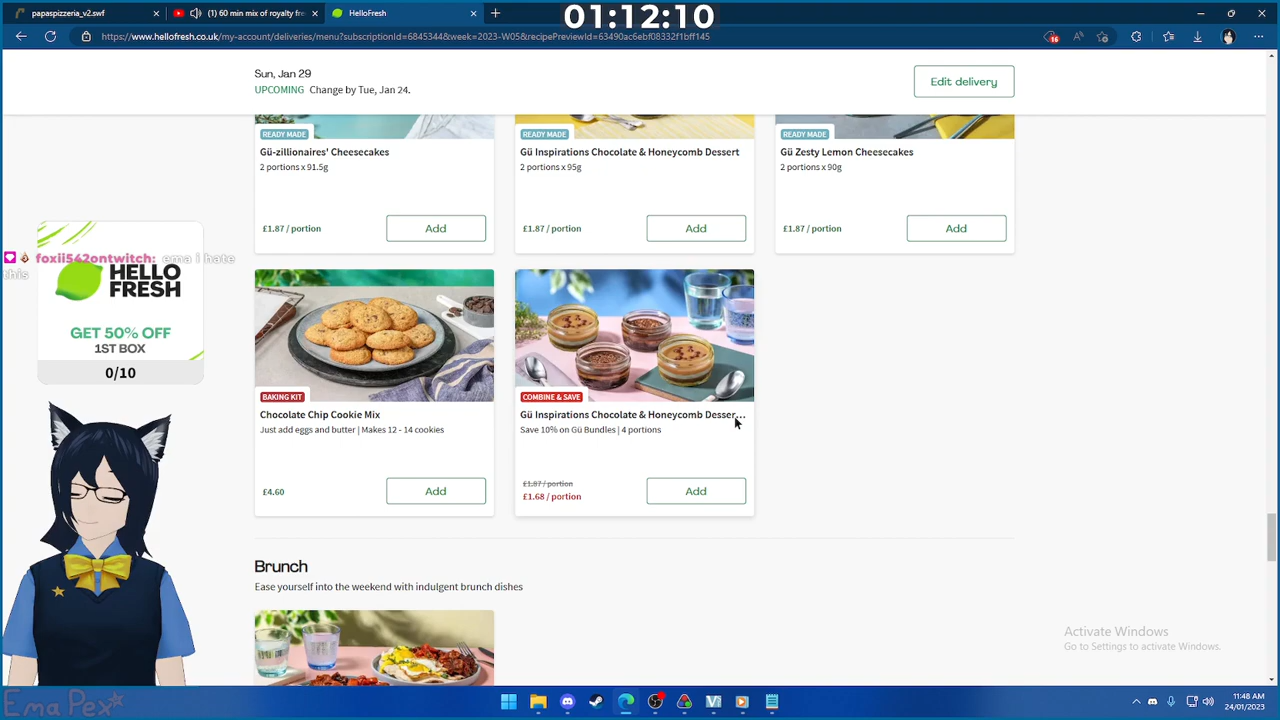 papaspizzeria_v2.swf
(1) 60 min mix of royalty fre
HelloFresh
01:12:10
https://www.hellofresh.co.uk/my-account/deliveries/menu?subscriptionId=6845344&week=2023-W05&recipePreviewId=63490ac6ebf08332f1bff145
16
Sun, Jan 29
UPCOMING Change by Tue, Jan 24.
Edit delivery
READY MADE
Gü-zillionaires' Cheesecakes
2 portions x 91.5g
£1.87 / portion
Add
READY MADE
Gü Inspirations Chocolate & Honeycomb Dessert
2 portions x 95g
£1.87 / portion
Add
READY MADE
Gü Zesty Lemon Cheesecakes
2 portions x 90g
£1.87 / portion
Add
foxii542ontwitch: ema i hate
this
HELLO
FRESH
GET 50% OFF
1ST BOX
0/10
BAKING KIT
Chocolate Chip Cookie Mix
Just add eggs and butter | Makes 12 - 14 cookies
£4.60
Add
COMBINE & SAVE
Gü Inspirations Chocolate & Honeycomb Desser...
Save 10% on Gü Bundles | 4 portions
£1.87 / portion
£1.68 / portion
Add
Brunch
Ease yourself into the weekend with indulgent brunch dishes
Activate Windows
Go to Settings to activate Windows.
EmaPex
11:48 AM
24/01/2023